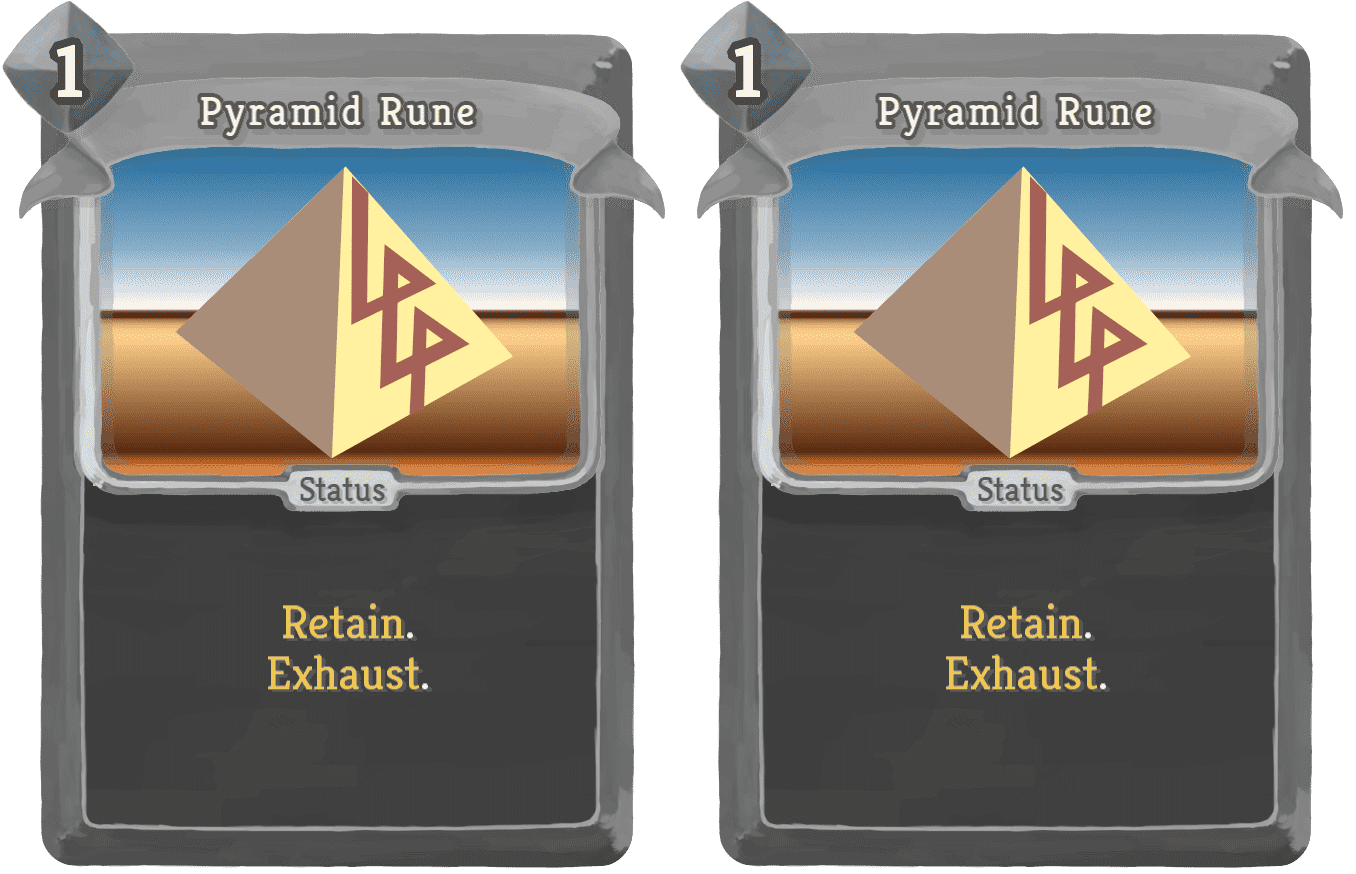 1
Pyramid Rune
Status
Retain.
Exhaust.
1
Pyramid Rune
Status
Retain.
Exhaust.